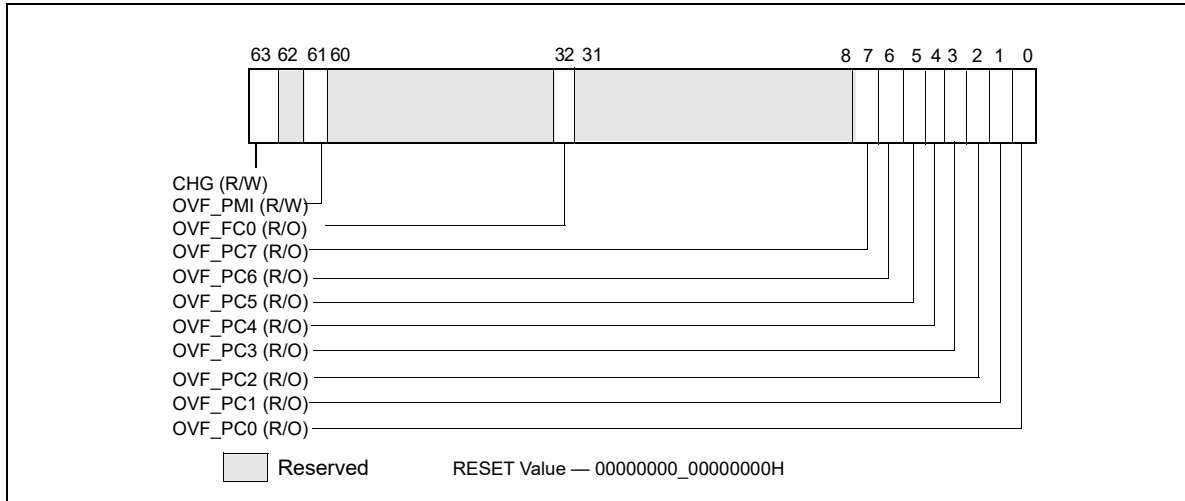 63 62 61 60 32 31 8 7 6 5 4 3 2 1 0
CHG (R/W)
OVF_PMI (R/W)
OVF_FC0 (R/O)
OVF_PC7 (R/O)
OVF_PC6 (R/O)
OVF_PC5 (R/O)
OVF_PC4 (R/O)
OVF_PC3 (R/O)
OVF_PC2 (R/O)
OVF_PC1 (R/O)
OVF_PC0 (R/O)
Reserved RESET Value — 00000000_00000000H